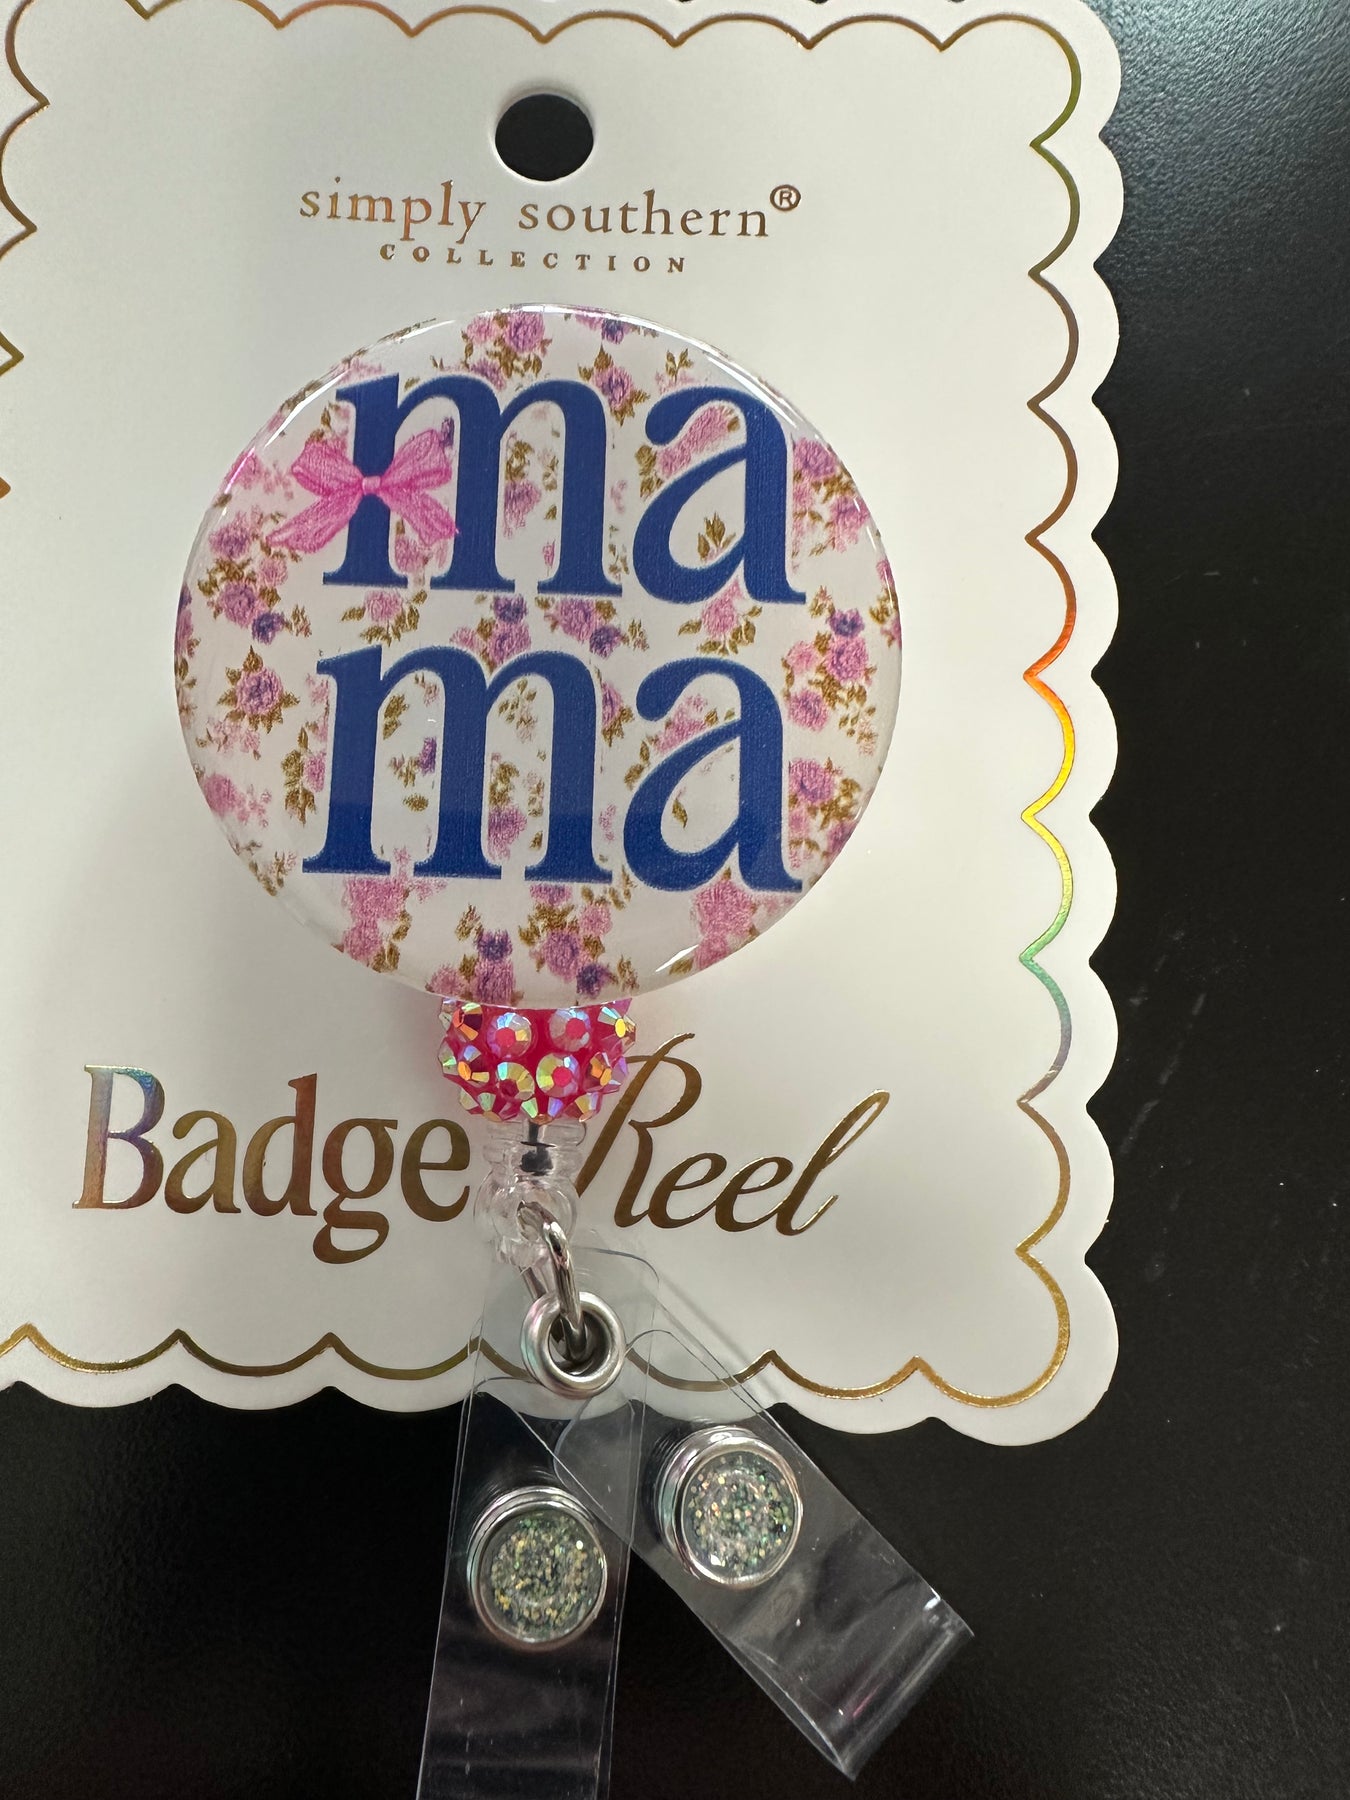 simply southern®
COLLECTION
ma
ma
Badge Reel